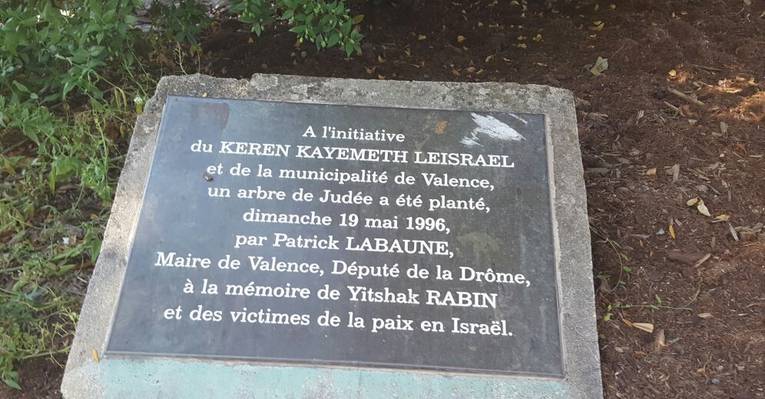 A l'initiative
du KEREN KAYEMETH LEISRAEL
et de la municipalité de Valence,
un arbre de Judée a été planté,
dimanche 19 mai 1996,
par Patrick LABAUNE,
Maire de Valence, Député de la Drôme,
à la mémoire de Yitshak RABIN
et des victimes de la paix en Israël.